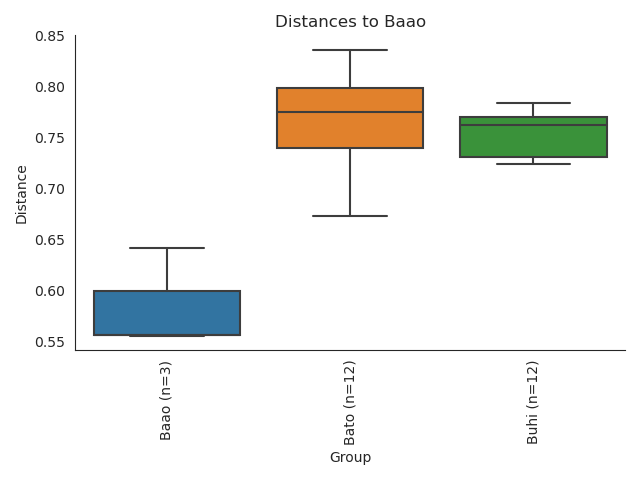 Distances to Baao
0.85
0.80
0.75
0.70
0.65
0.60
0.55
Distance
Baao (n=3)
Bato (n=12)
Buhi (n=12)
Group